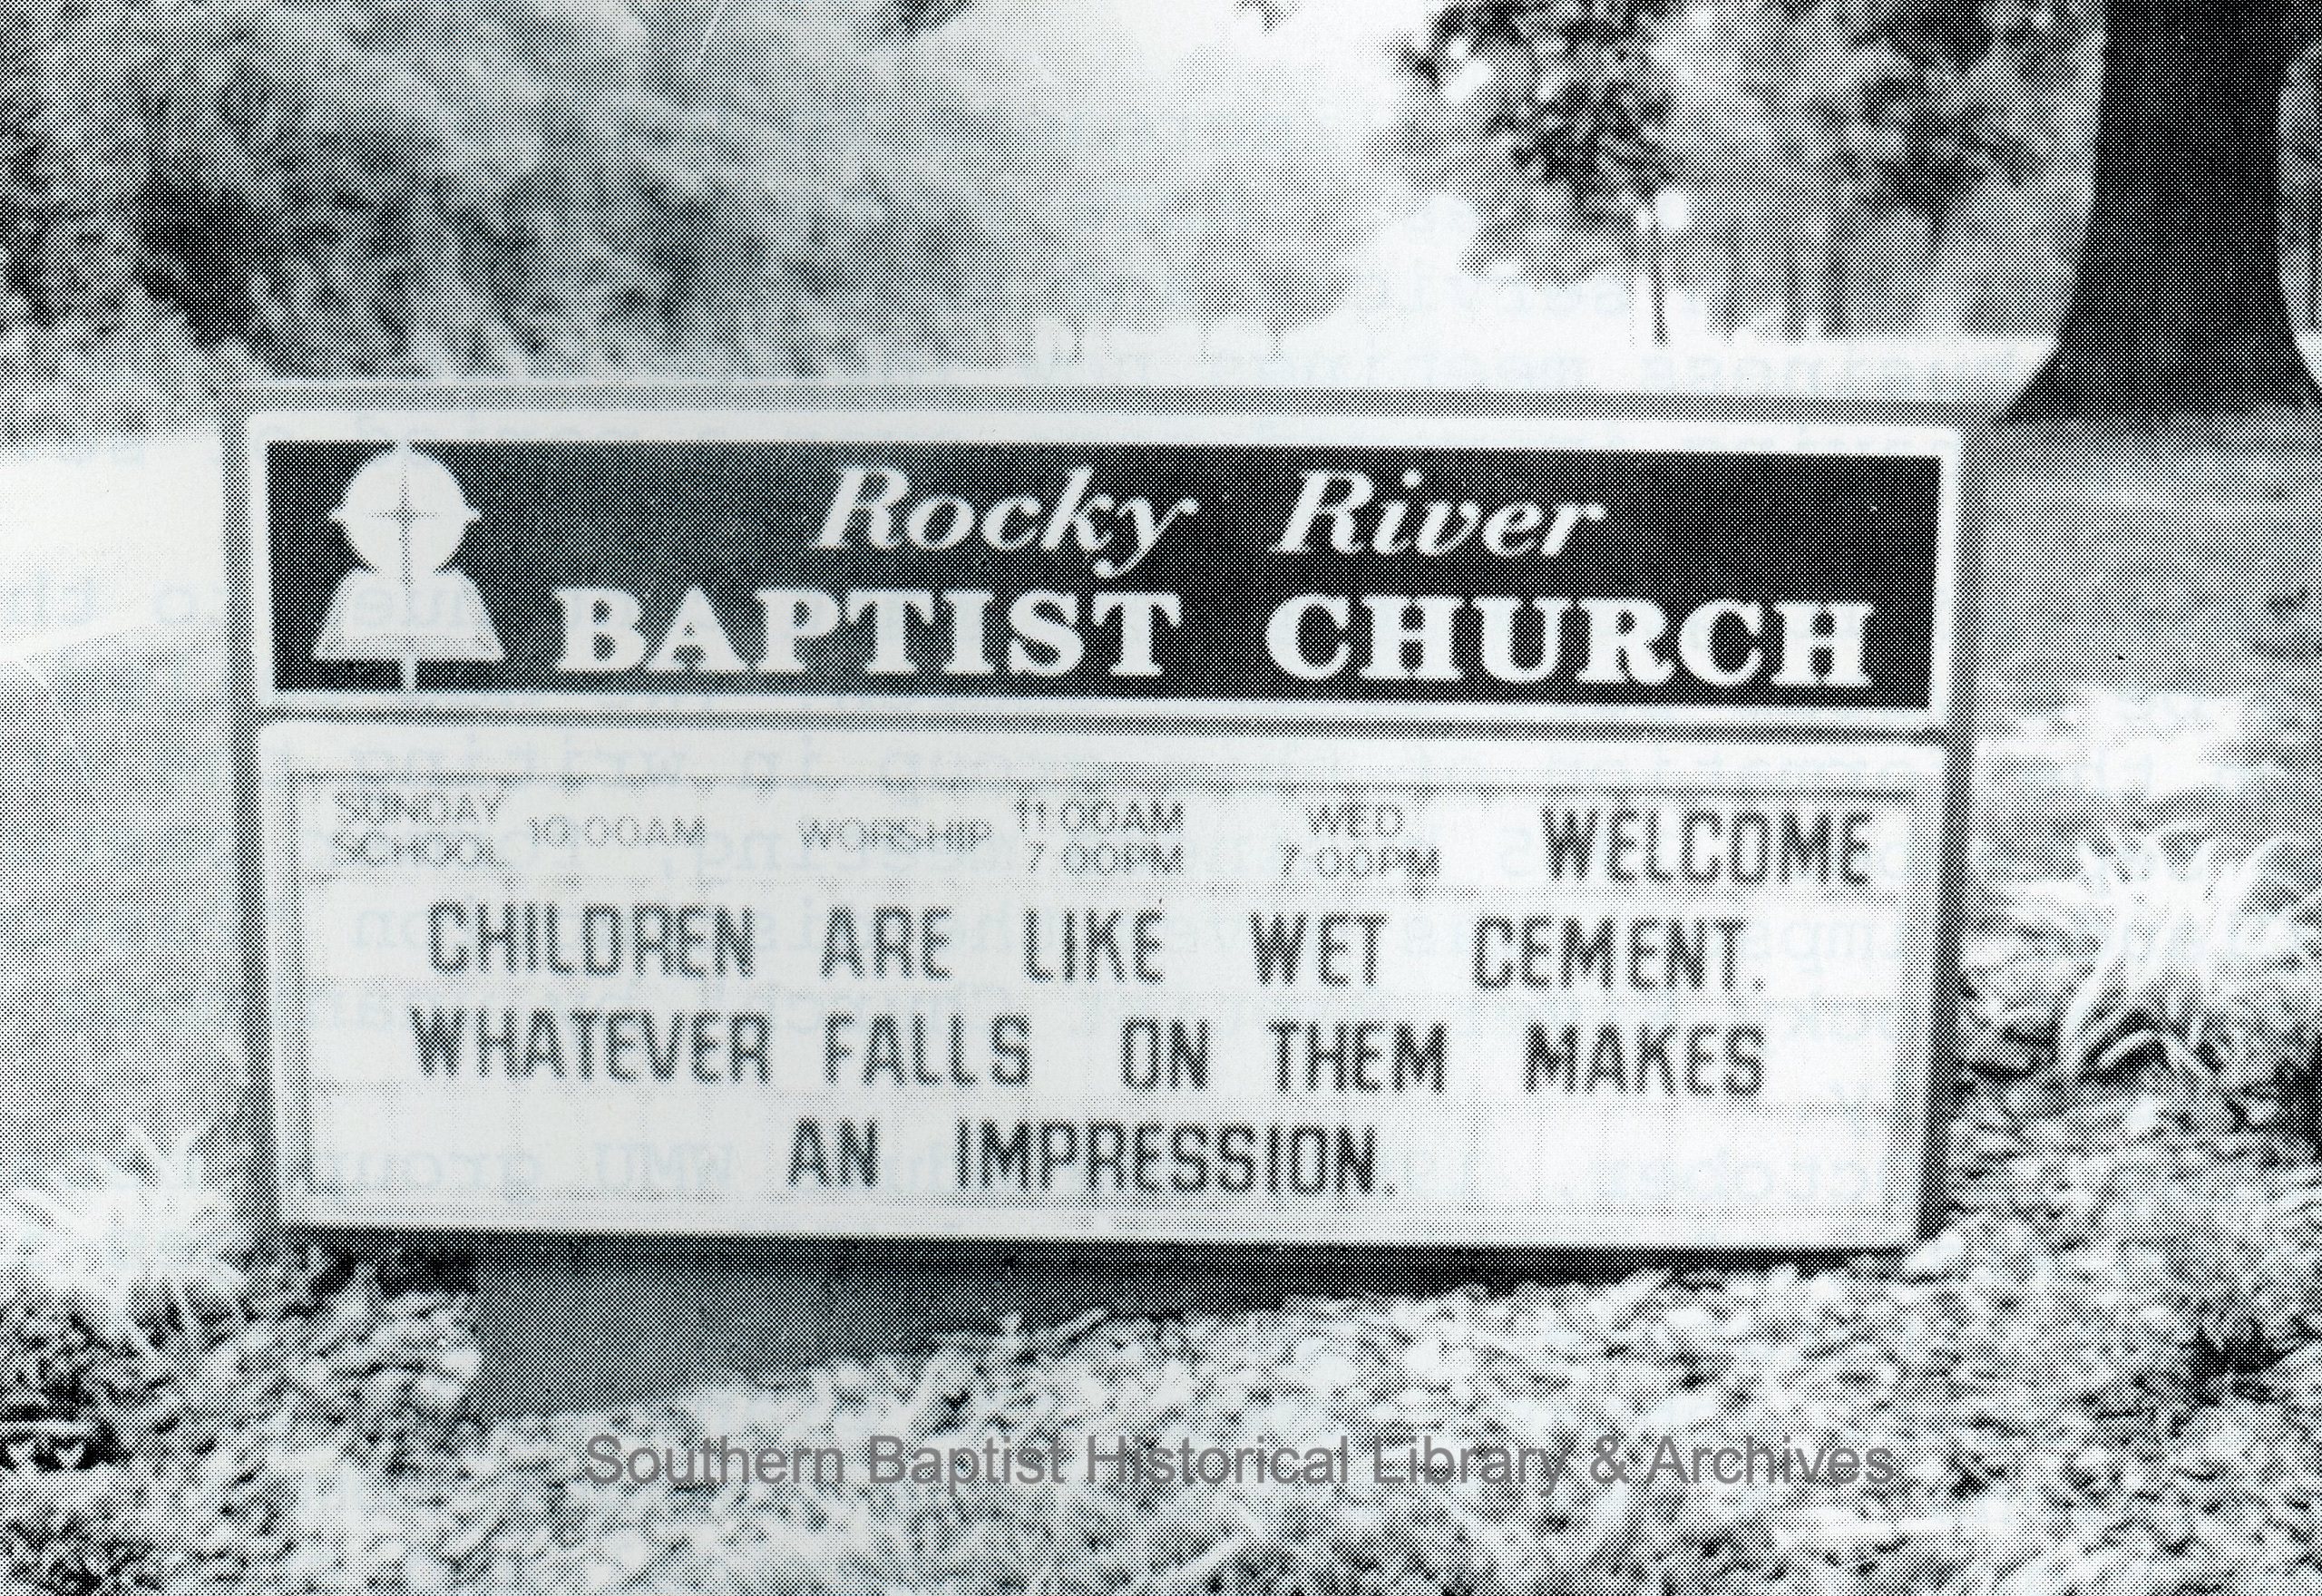 Rocky River
BAPTIST CHURCH
SUNDAY SCHOOL 10:00AM WORSHIP 11:00AM 7:00PM WED 7:00PM WELCOME
CHILDREN ARE LIKE WET CEMENT.
WHATEVER FALLS ON THEM MAKES
AN IMPRESSION.
Southern Baptist Historical Library & Archives